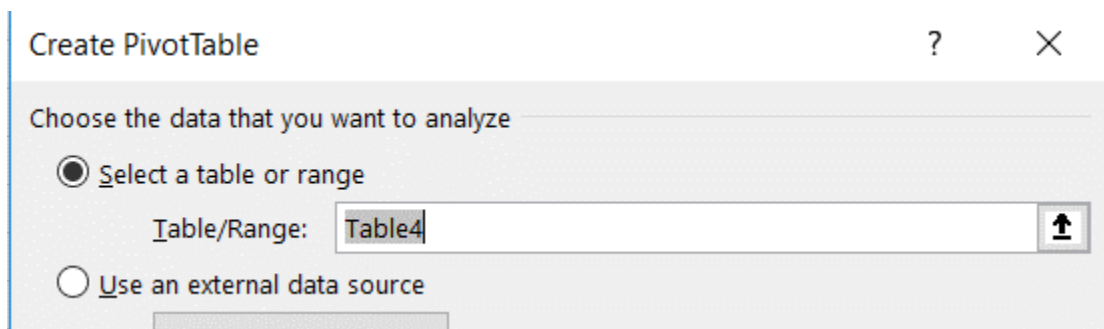 Create PivotTable ?
Choose the data that you want to analyze
Select a table or range
Table/Range: Table4
Use an external data source